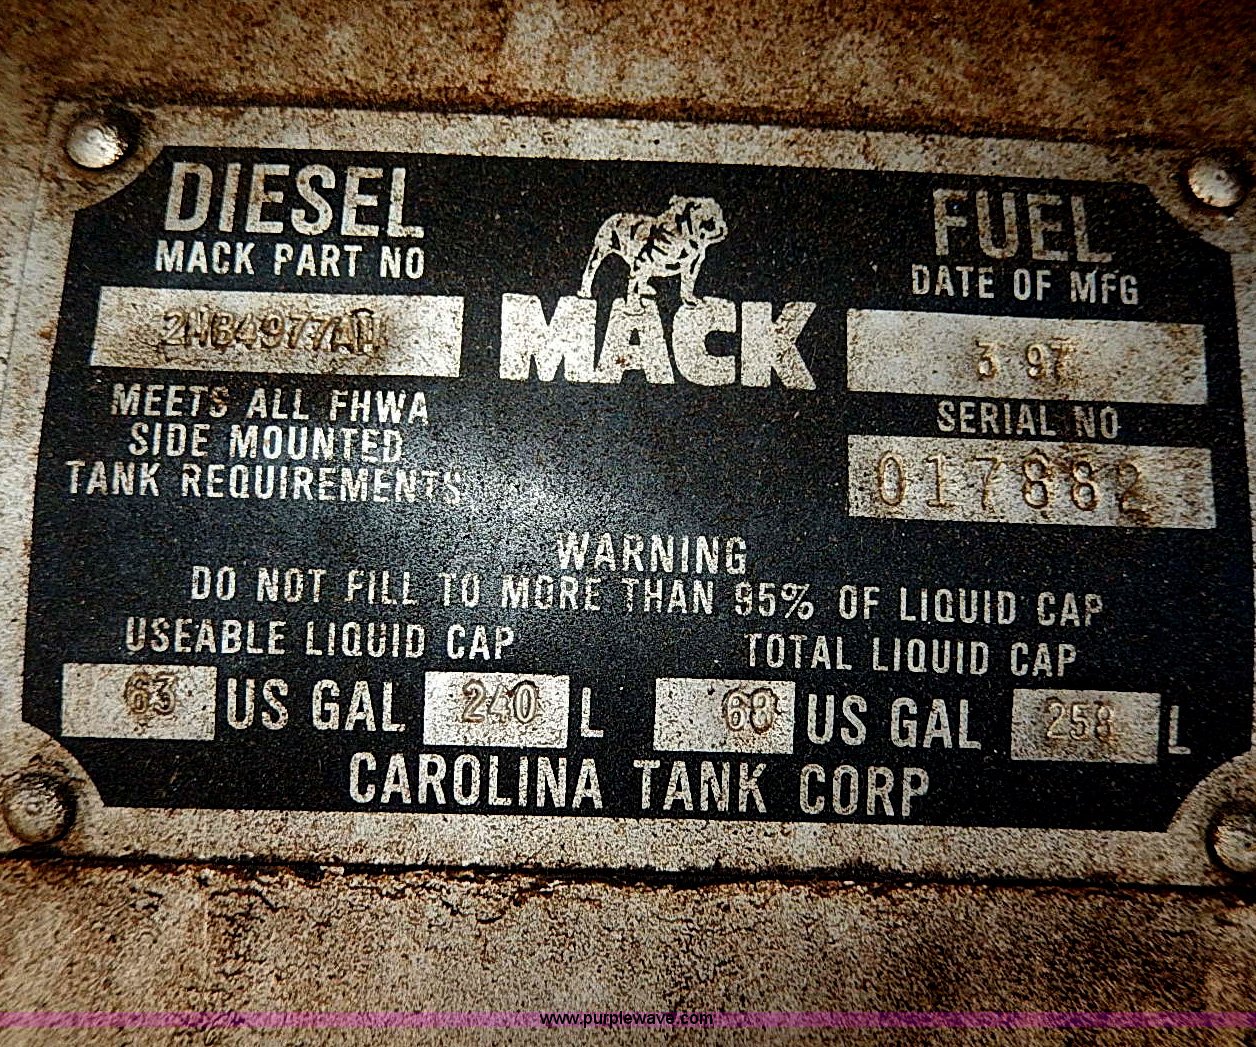 DIESEL
MACK PART NO
MEETS ALL FHWA
SIDE MOUNTED
TANK REQUIREMENTS
MACK
FUEL
DATE OF MFG
3 97
SERIAL NO
017882
WARNING
DO NOT FILL TO MORE THAN 95% OF LIQUID CAP
USEABLE LIQUID CAP
63 US GAL 240 L
TOTAL LIQUID CAP
68 US GAL 258 L
CAROLINA TANK CORP
www.purplewave.com